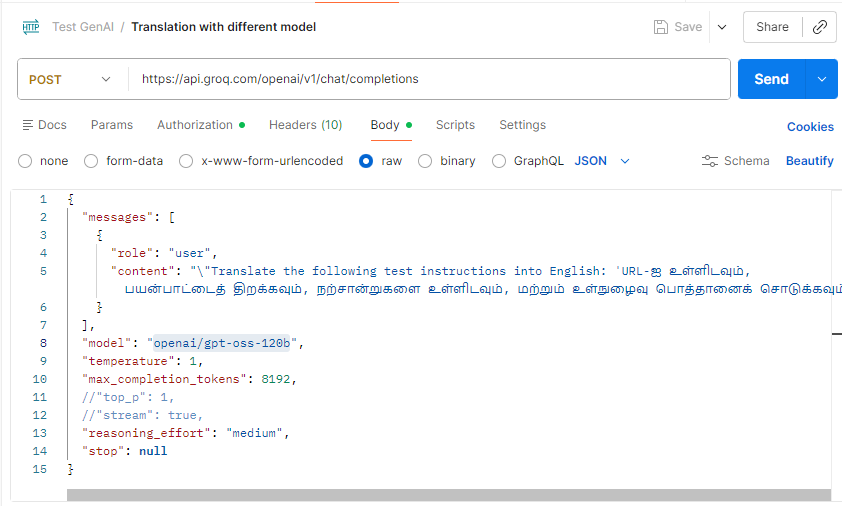 HTTP Test GenAI / Translation with different model Save Share
POST https://api.groq.com/openai/v1/chat/completions Send
Docs Params Authorization Headers (10) Body Scripts Settings Cookies
none form-data x-www-form-urlencoded raw binary GraphQL JSON Schema Beautify
1 {
2 "messages": [
3 {
4 "role": "user",
5 "content": "\"Translate the following test instructions into English: 'URL-ஐ உள்ளிடவும்,
பயன்பாட்டைத் திறக்கவும், நற்சான்றுகளை உள்ளிடவும், மற்றும் உள்நுழைவு பொத்தானைக் சொடுக்கவும்
6 }
7 ],
8 "model": "openai/gpt-oss-120b",
9 "temperature": 1,
10 "max_completion_tokens": 8192,
11 //"top_p": 1,
12 //"stream": true,
13 "reasoning_effort": "medium",
14 "stop": null
15 }